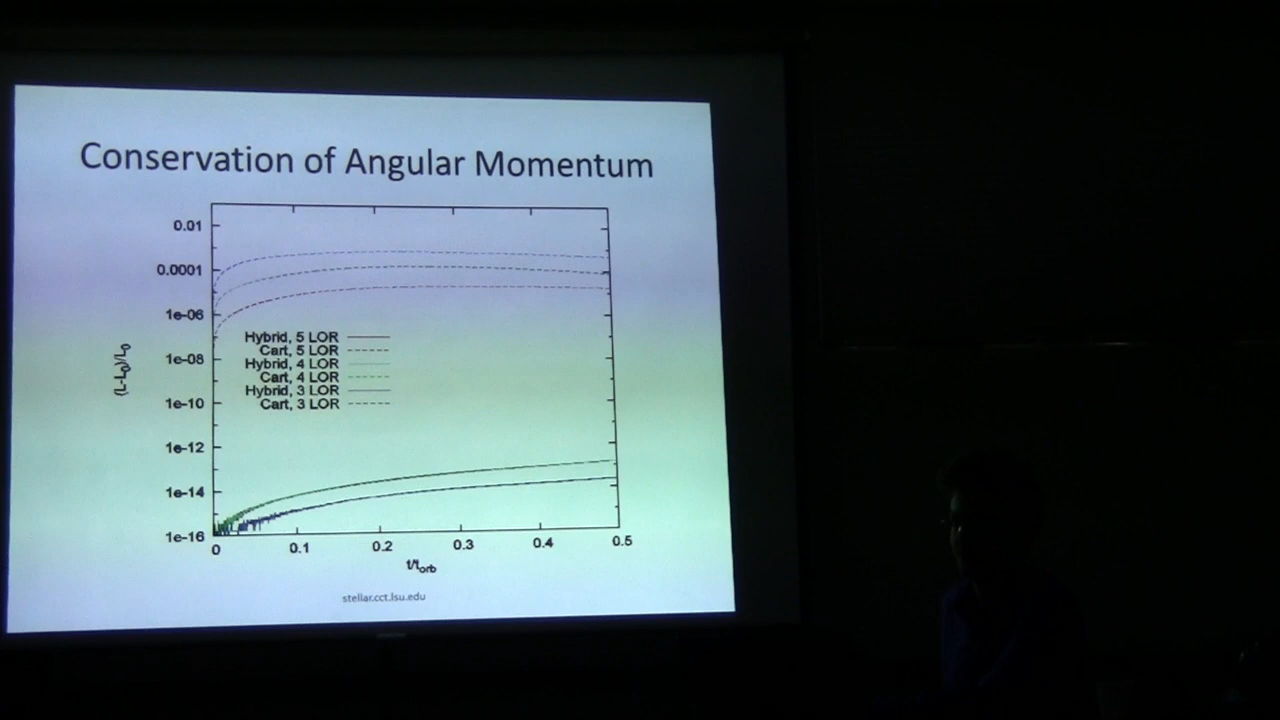 Conservation of Angular Momentum
0.01
0.0001
1e-06
1e-08
1e-10
1e-12
1e-14
1e-16
(L-L₀)/L₀
Hybrid, 5 LOR
Cart, 5 LOR
Hybrid, 4 LOR
Cart, 4 LOR
Hybrid, 3 LOR
Cart, 3 LOR
0 0.1 0.2 0.3 0.4 0.5
t/t_orb
stellar.cct.lsu.edu